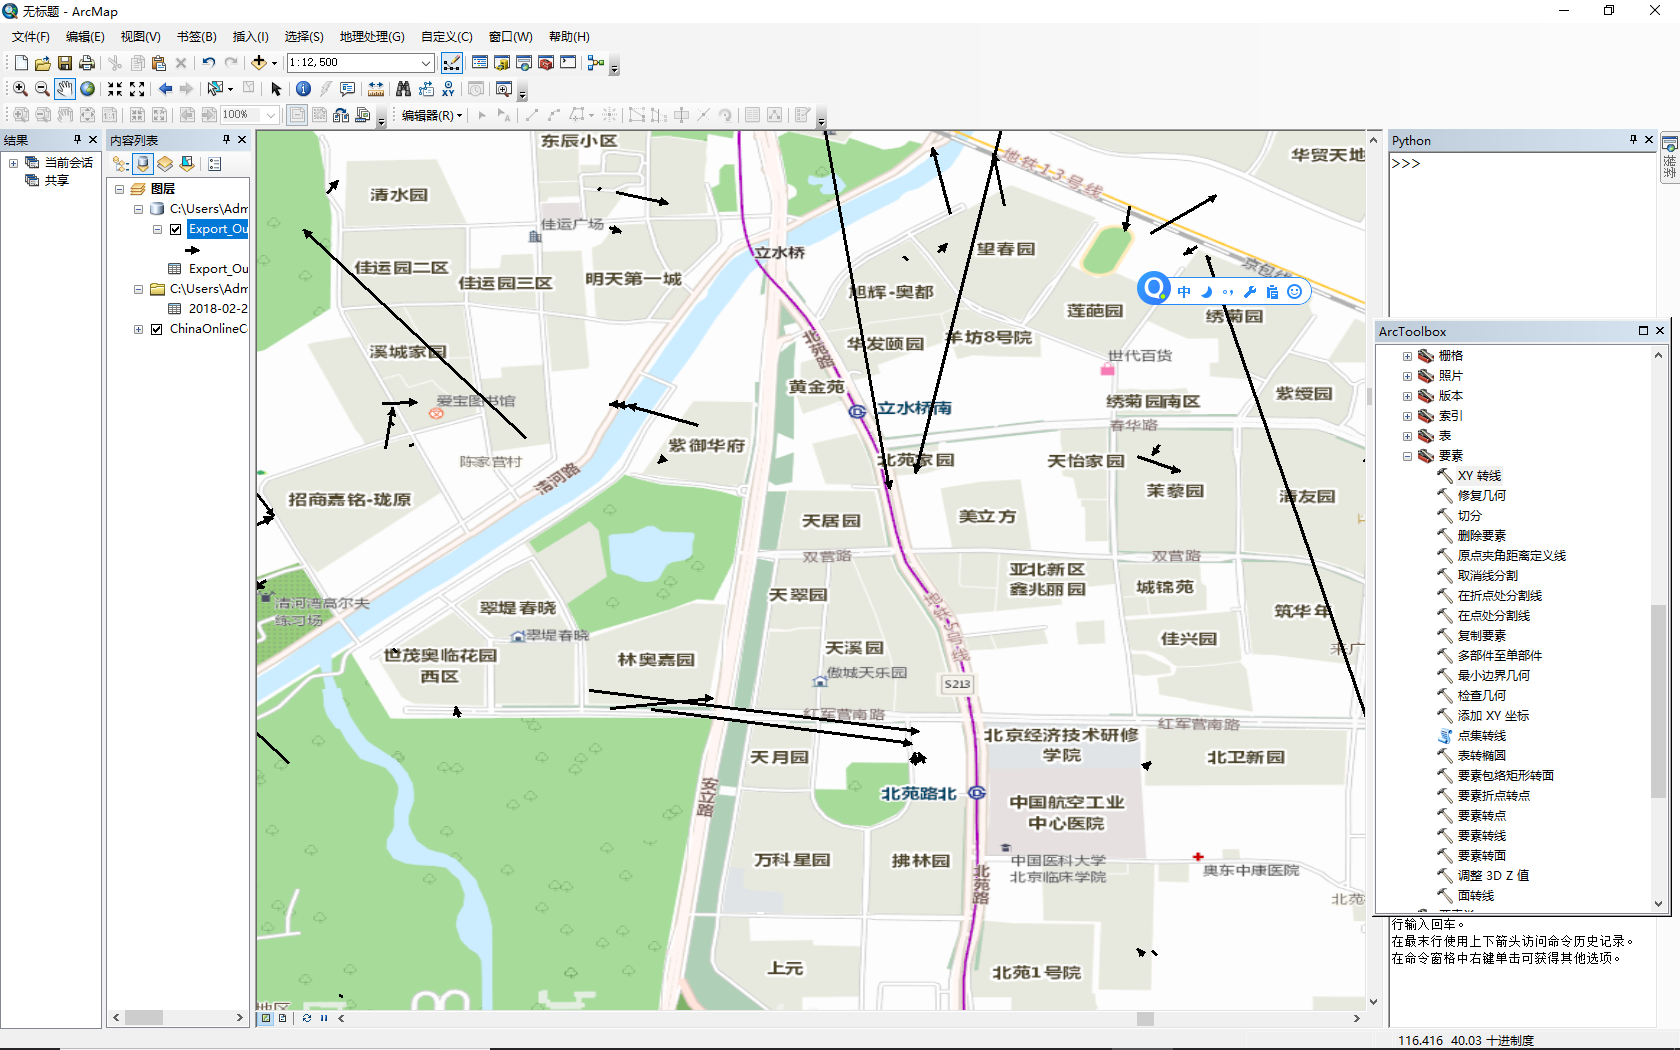 无标题 - ArcMap
文件(F) 编辑(E) 视图(V) 书签(B) 插入(I) 选择(S) 地理处理(G) 自定义(C) 窗口(W) 帮助(H)
1:12,500
100% 编辑器(R)
结果
当前会话
共享
内容列表
图层
C:\Users\Adm
Export_Ou
Export_Ou
C:\Users\Adm
2018-02-2
ChinaOnlineC
东辰小区
清水园
佳运广场
佳运园二区
佳运园三区
明天第一城
立水桥
旭辉-奥都
望春园
地铁13号线
华贸天地
京包线
莲葩园
绣菊园
中
溪城家园
北苑路
华发颐园
羊坊8号院
世代百货
黄金苑
爱宝图书馆
立水桥南
绣菊园南区
紫绶园
春华路
紫御华府
陈家营村
清河路
北苑家园
天怡家园
招商嘉铭-珑原
茉藜园
清友园
天居园
美立方
双营路
双营路
亚北新区
鑫兆丽园
城锦苑
清河湾高尔夫
练习场
翠堤春晓
翠堤春晓
天翠园
地铁5号线
筑华年
佳兴园
来广
世茂奥临花园
西区
林奥嘉园
天溪园
傲城天乐园
S213
红军营南路
红军营南路
天月园
北京经济技术研修
学院
北卫新园
安立路
北苑路北
中国航空工业
中心医院
万科星园
拂林园
中国医科大学
北京临床学院
奥东中康医院
北苑路
北苑
上元
北苑1号院
地区
Python
>>>
ArcToolbox
栅格
照片
版本
索引
表
要素
XY 转线
修复几何
切分
删除要素
原点夹角距离定义线
取消线分割
在折点处分割线
在点处分割线
复制要素
多部件至单部件
最小边界几何
检查几何
添加 XY 坐标
点集转线
表转椭圆
要素包络矩形转面
要素折点转点
要素转点
要素转线
要素转面
调整 3D Z 值
面转线
行输入回车。
在最末行使用上下箭头访问命令历史记录。
在命令窗格中右键单击可获得其他选项。
116.416 40.03 十进制度